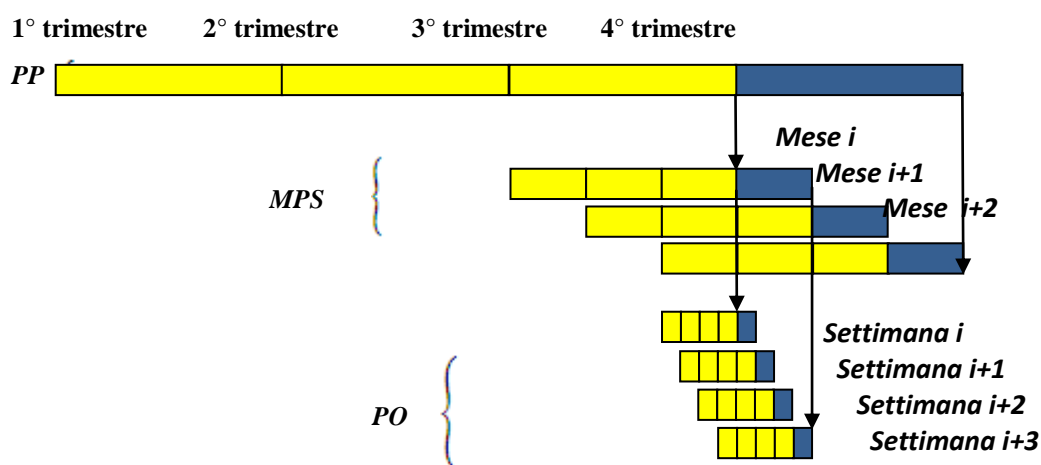 1° trimestre 2° trimestre 3° trimestre 4° trimestre
PP
Mese i
Mese i+1
MPS
Mese i+2
Settimana i
Settimana i+1
Settimana i+2
PO
Settimana i+3